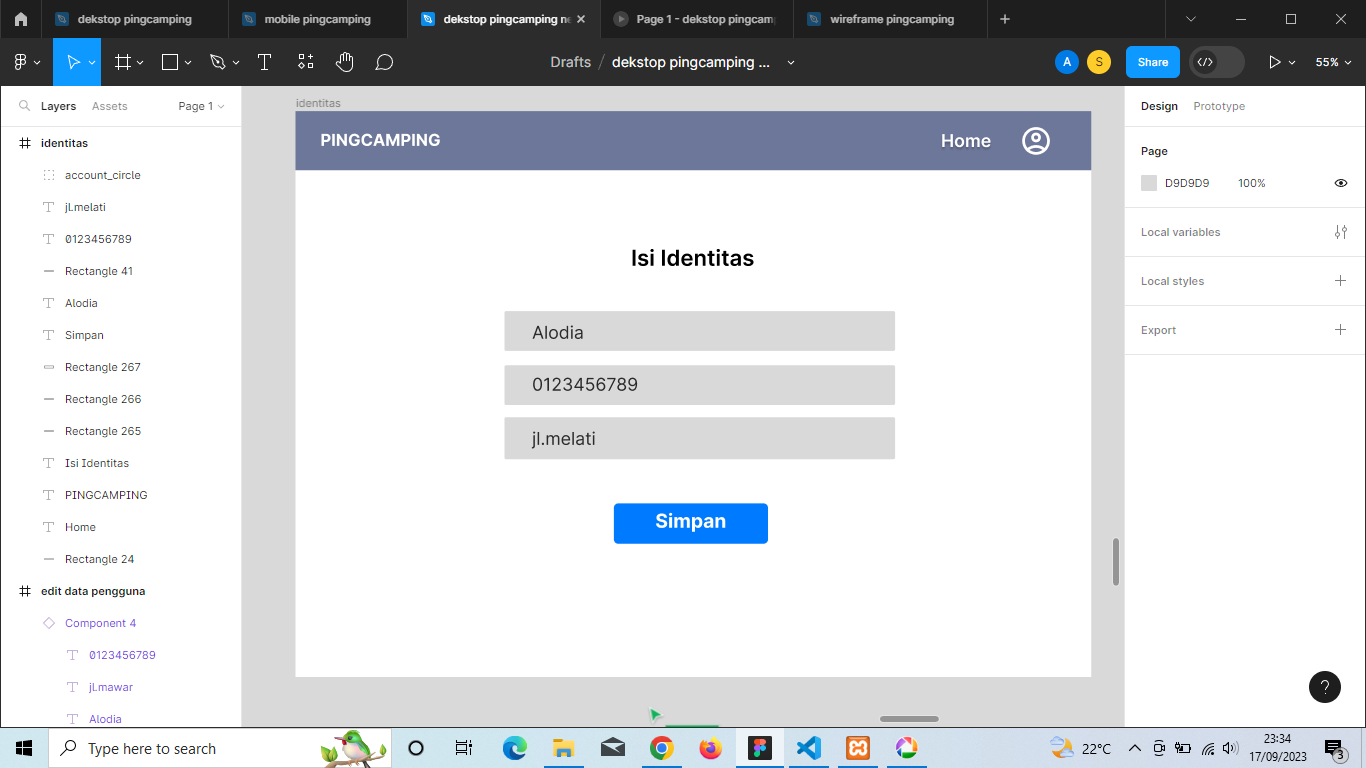 dekstop pingcamping
mobile pingcamping
dekstop pingcamping ne
Page 1 - dekstop pingcam
wireframe pingcamping
Drafts / dekstop pingcamping ...
A
S
Share
55%
Layers
Assets
Page 1
identitas
account_circle
jl.melati
0123456789
Rectangle 41
Alodia
Simpan
Rectangle 267
Rectangle 266
Rectangle 265
Isi Identitas
PINGCAMPING
Home
Rectangle 24
edit data pengguna
Component 4
0123456789
jl.mawar
Alodia
identitas
PINGCAMPING
Home
Isi Identitas
Alodia
0123456789
jl.melati
Simpan
Design
Prototype
Page
D9D9D9
100%
Local variables
Local styles
Export
?
Type here to search
22°C
23:34
17/09/2023
3